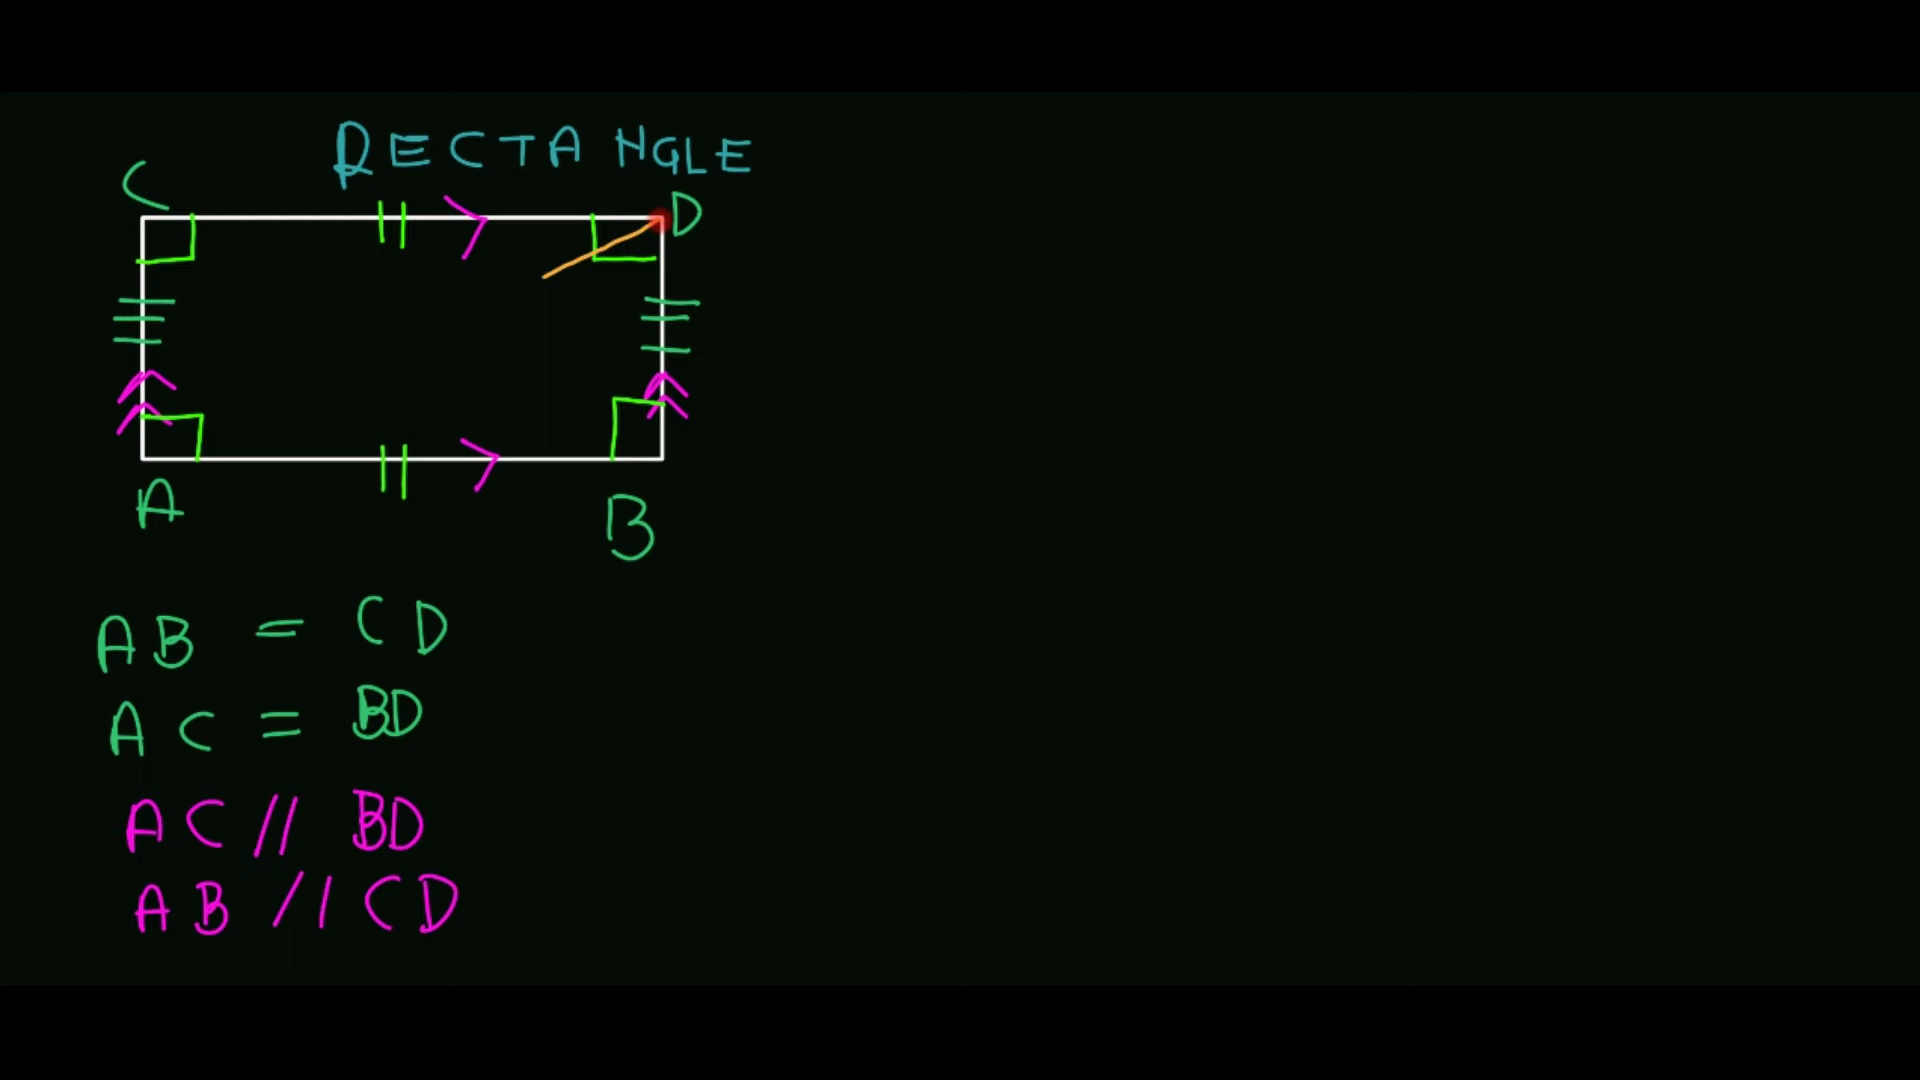 RECTANGLE
C
D
A
B
AB = CD
AC = BD
AC // BD
AB // CD